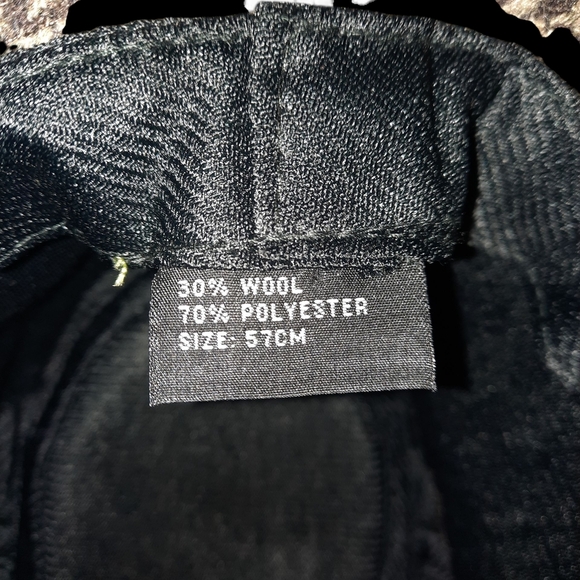 30% WOOL
70% POLYESTER
SIZE: 57CM